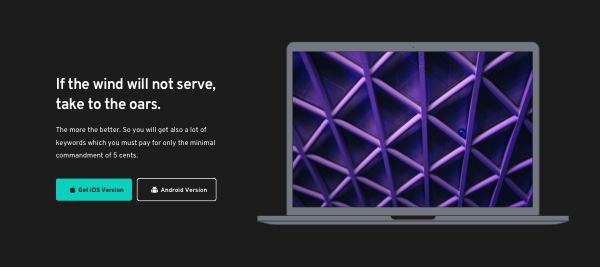 If the wind will not serve,
take to the oars.
The more the better. So you will get also a lot of
keywords which you must pay for only the minimal
commandment of 5 cents.
Get iOS Version
Android Version